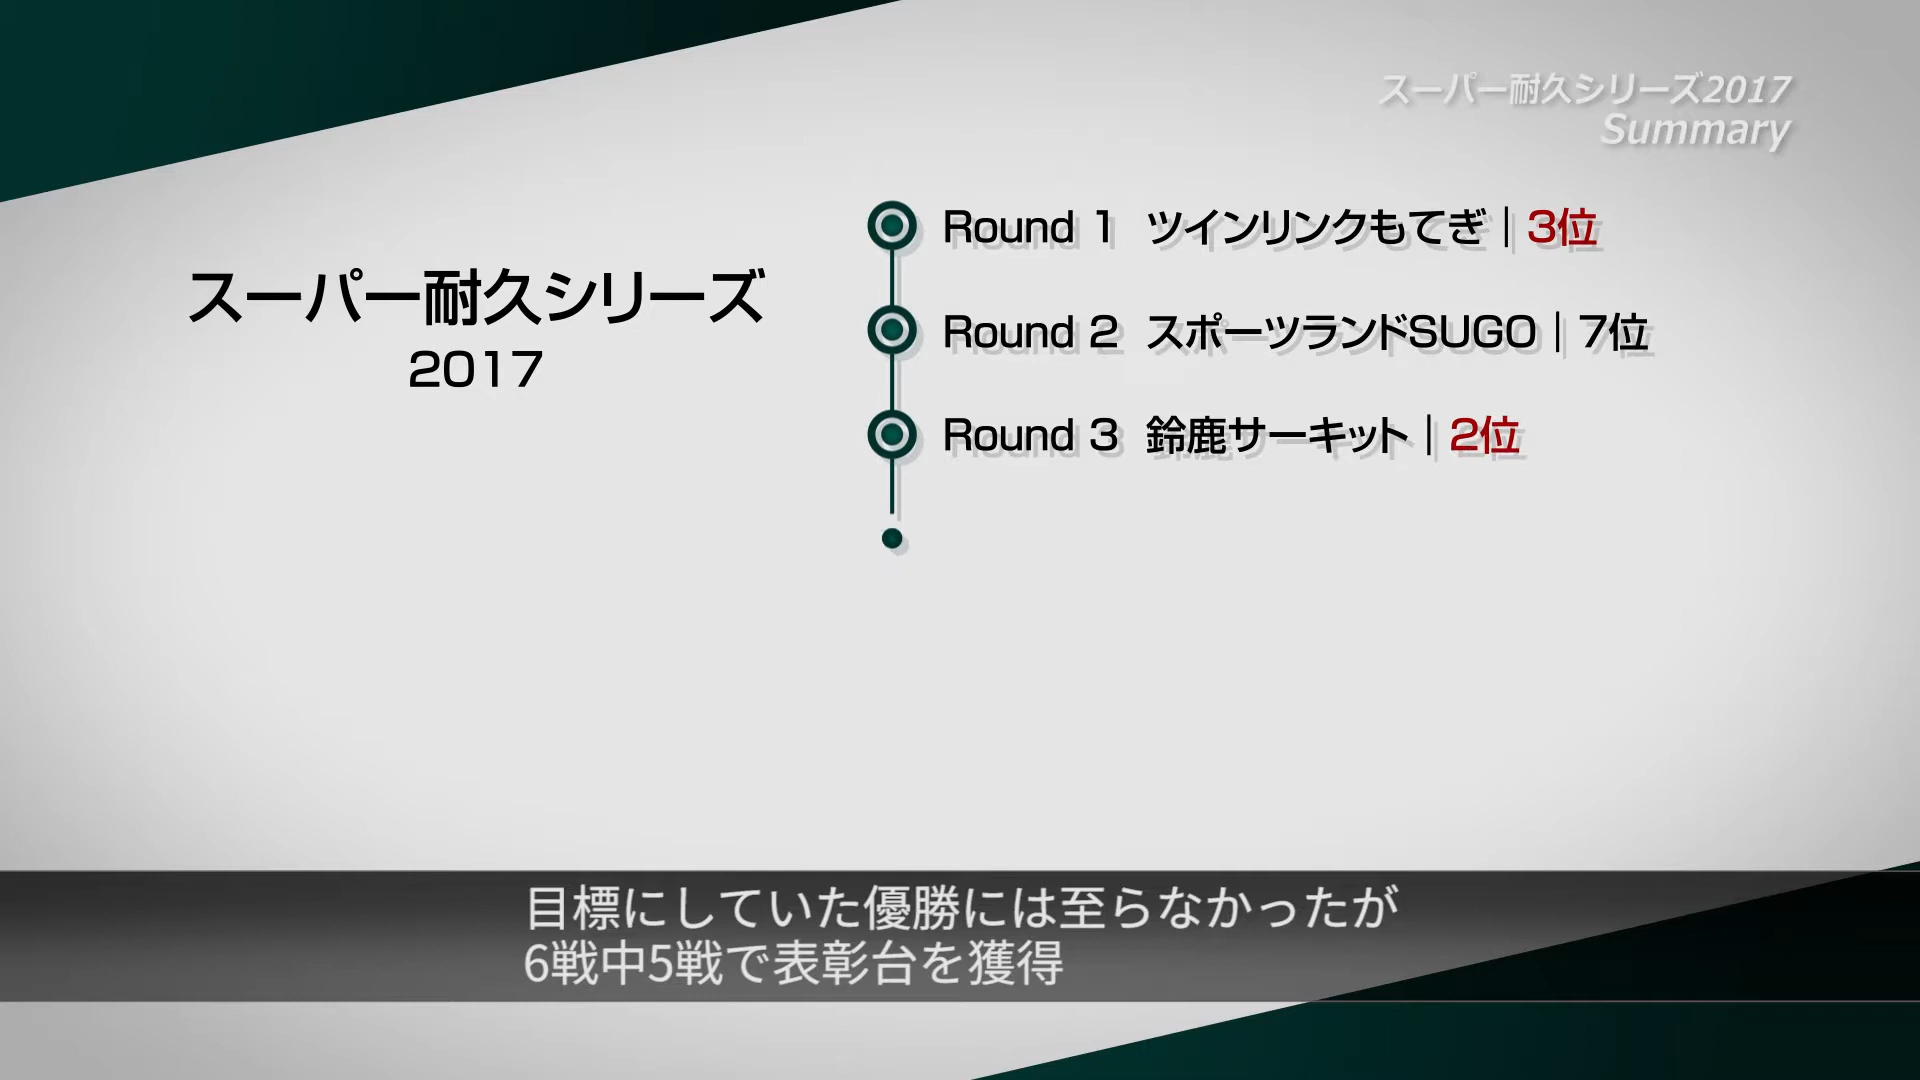 スーパー耐久シリーズ2017
Summary
スーパー耐久シリーズ
2017
Round 1 ツインリンクもてぎ｜3位
Round 2 スポーツランドSUGO｜7位
Round 3 鈴鹿サーキット｜2位
目標にしていた優勝には至らなかったが
6戦中5戦で表彰台を獲得